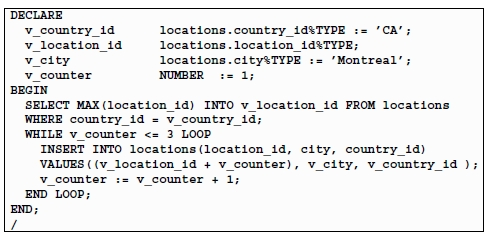 DECLARE
  v_country_id      locations.country_id%TYPE := 'CA';
  v_location_id     locations.location_id%TYPE;
  v_city            locations.city%TYPE := 'Montreal';
  v_counter         NUMBER  := 1;
BEGIN
  SELECT MAX(location_id) INTO v_location_id FROM locations
  WHERE country_id = v_country_id;
  WHILE v_counter <= 3 LOOP
    INSERT INTO locations(location_id, city, country_id)
    VALUES((v_location_id + v_counter), v_city, v_country_id );
    v_counter := v_counter + 1;
  END LOOP;
END;
/